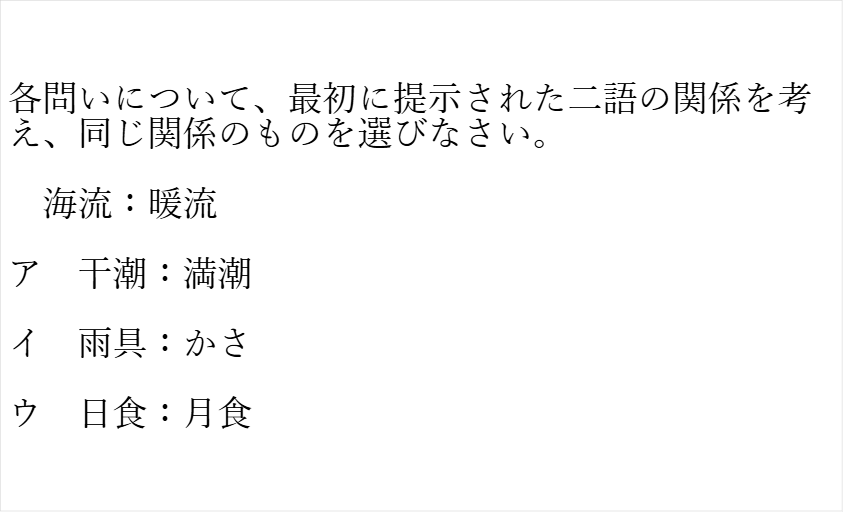 各問いについて、最初に提示された二語の関係を考
え、同じ関係のものを選びなさい。
　海流：暖流
ア　干潮：満潮
イ　雨具：かさ
ウ　日食：月食